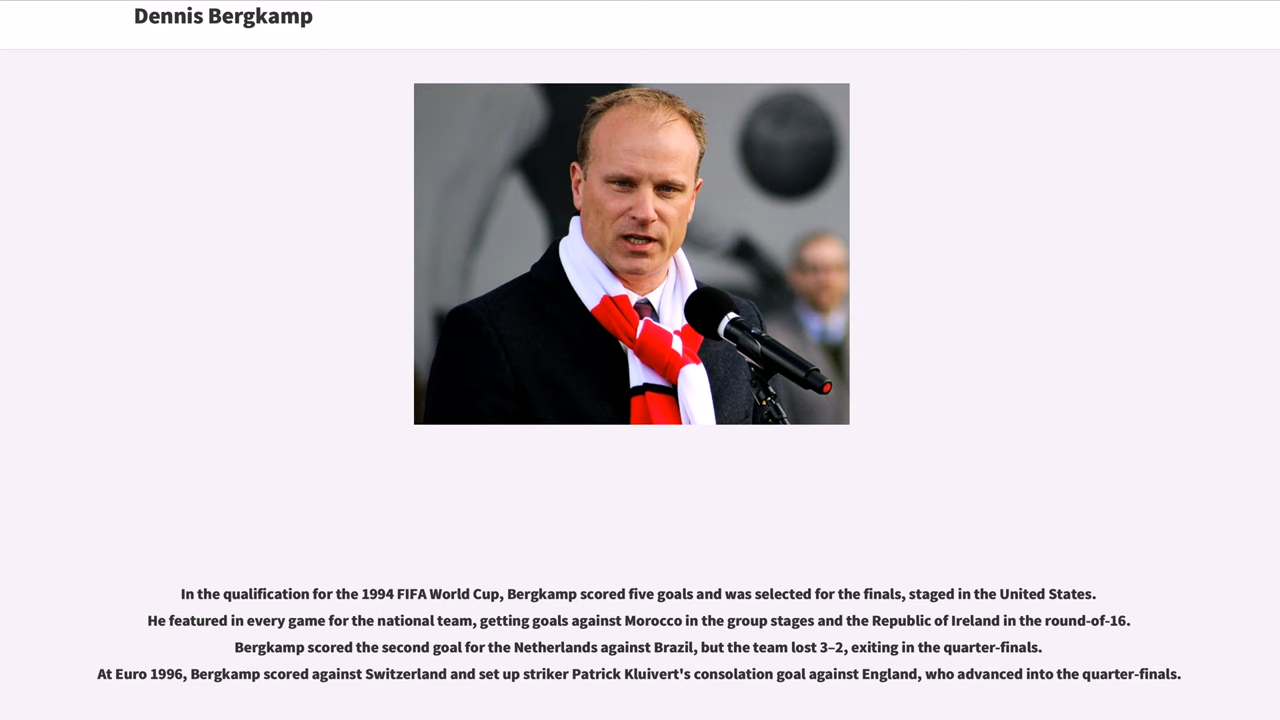 Dennis Bergkamp
In the qualification for the 1994 FIFA World Cup, Bergkamp scored five goals and was selected for the finals, staged in the United States.
He featured in every game for the national team, getting goals against Morocco in the group stages and the Republic of Ireland in the round-of-16.
Bergkamp scored the second goal for the Netherlands against Brazil, but the team lost 3–2, exiting in the quarter-finals.
At Euro 1996, Bergkamp scored against Switzerland and set up striker Patrick Kluivert's consolation goal against England, who advanced into the quarter-finals.